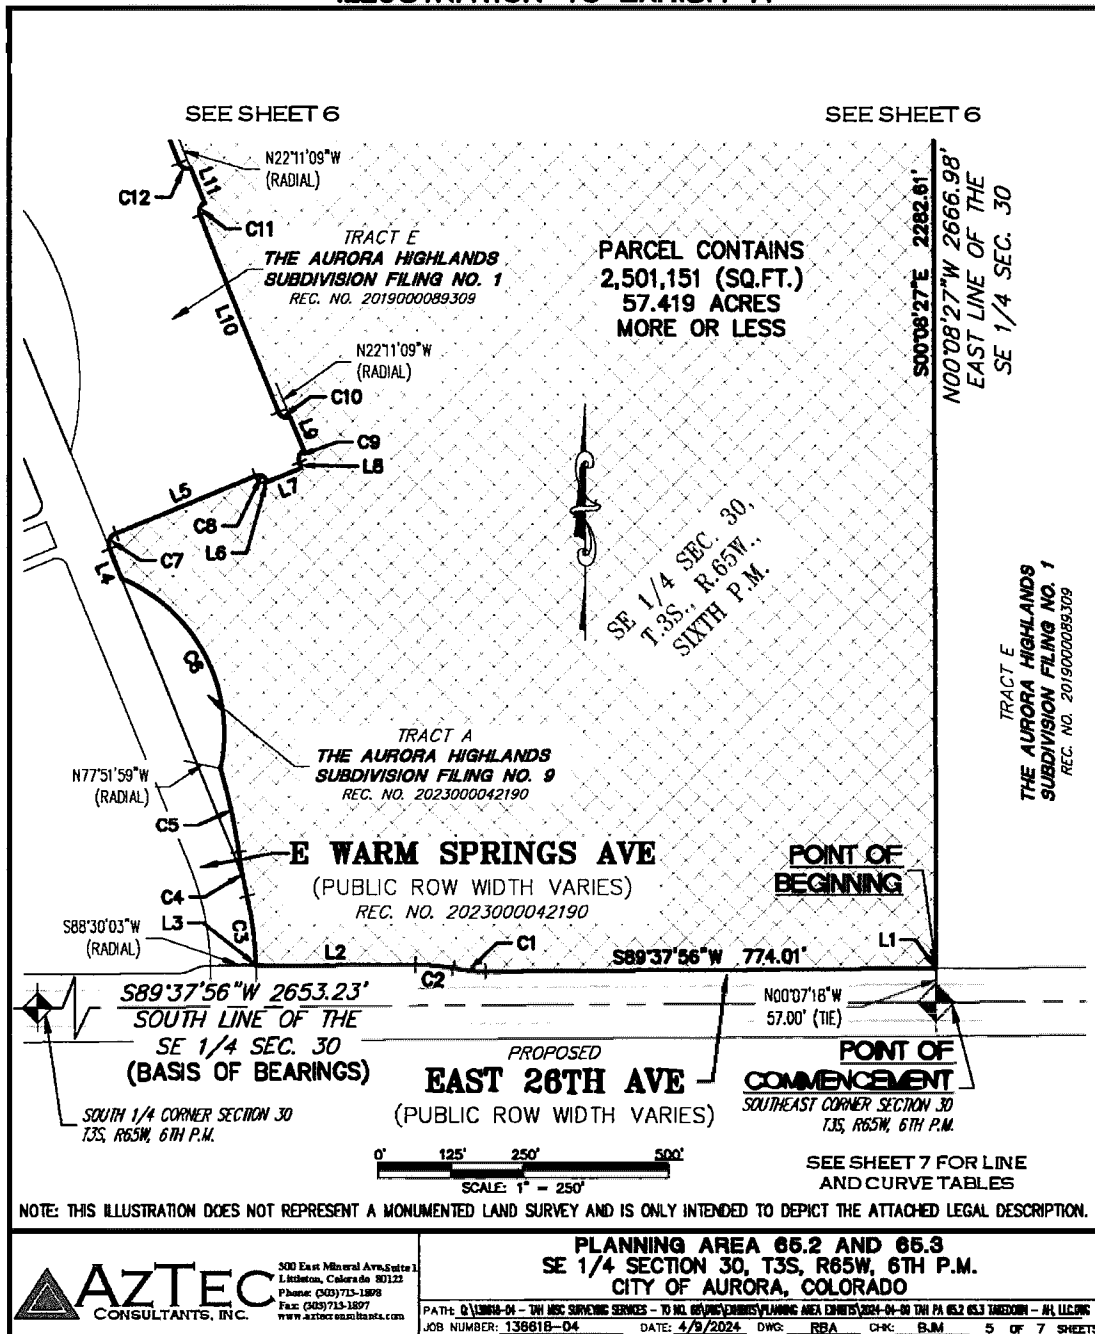 ILLUSTRATION TO EXHIBIT A
SEE SHEET 6
SEE SHEET 6
N22°11'09"W
(RADIAL)
L11
C12
C11
TRACT E
THE AURORA HIGHLANDS
SUBDIVISION FILING NO. 1
REC. NO. 2019000089309
PARCEL CONTAINS
2,501,151 (SQ.FT.)
57.419 ACRES
MORE OR LESS
S00°08'27"E 2282.61'
N00°08'27"W 2666.98'
EAST LINE OF THE
SE 1/4 SEC. 30
L10
N22°11'09"W
(RADIAL)
C10
L9
C9
L8
L7
L5
C8
L6
C7
L4
SE 1/4 SEC. 30,
T.3S., R.65W.,
SIXTH P.M.
TRACT E
THE AURORA HIGHLANDS
SUBDIVISION FILING NO. 1
REC. NO. 2019000089309
C6
TRACT A
THE AURORA HIGHLANDS
SUBDIVISION FILING NO. 9
REC. NO. 2023000042190
N77°51'59"W
(RADIAL)
C5
E WARM SPRINGS AVE
(PUBLIC ROW WIDTH VARIES)
REC. NO. 2023000042190
POINT OF
BEGINNING
C4
L3
S88°30'03"W
(RADIAL)
C3
L2
C2
C1
S89°37'56"W 774.01'
L1
S89°37'56"W 2653.23'
SOUTH LINE OF THE
SE 1/4 SEC. 30
(BASIS OF BEARINGS)
N00°07'18"W
57.00' (TIE)
PROPOSED
EAST 26TH AVE
(PUBLIC ROW WIDTH VARIES)
POINT OF
COMMENCEMENT
SOUTHEAST CORNER SECTION 30
T3S, R65W, 6TH P.M.
SOUTH 1/4 CORNER SECTION 30
T3S, R65W, 6TH P.M.
0' 125' 250' 500'
SCALE: 1" = 250'
SEE SHEET 7 FOR LINE
AND CURVE TABLES
NOTE: THIS ILLUSTRATION DOES NOT REPRESENT A MONUMENTED LAND SURVEY AND IS ONLY INTENDED TO DEPICT THE ATTACHED LEGAL DESCRIPTION.
AZTEC
CONSULTANTS, INC.
300 East Mineral Ave, Suite 1
Littleton, Colorado 80122
Phone: (303)713-1898
Fax: (303)713-1897
www.aztecconsultants.com
PLANNING AREA 65.2 AND 65.3
SE 1/4 SECTION 30, T3S, R65W, 6TH P.M.
CITY OF AURORA, COLORADO
PATH:
JOB NUMBER: 136618-04 DATE: 4/9/2024 DWG: RBA CHK: BJM 5 OF 7 SHEETS